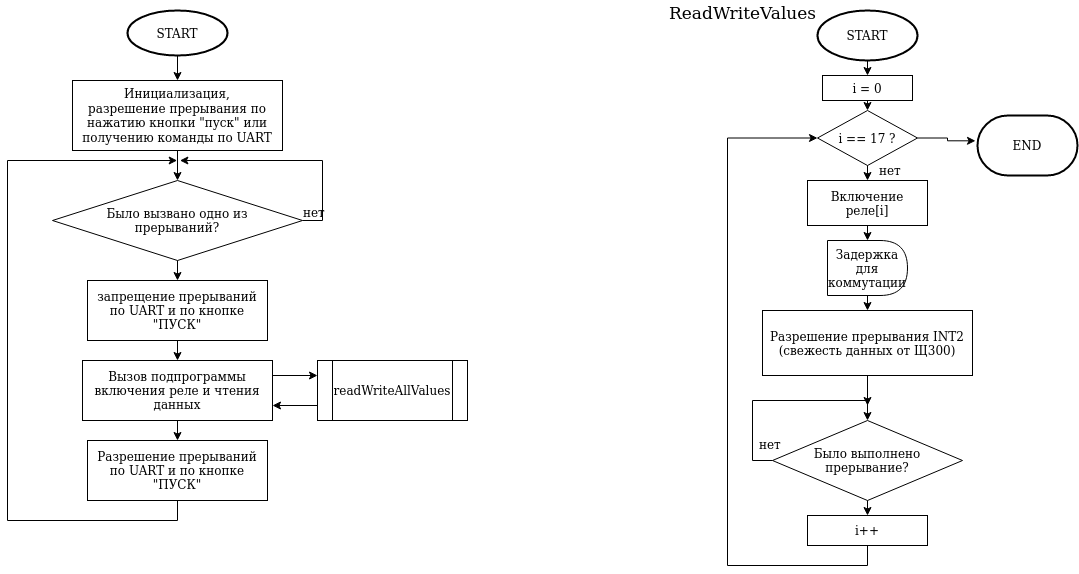 START
Инициализация,
разрешение прерывания по
нажатию кнопки "пуск" или
получению команды по UART
Было вызвано одно из
прерываний?
нет
запрещение прерываний
по UART и по кнопке
"ПУСК"
Вызов подпрограммы
включения реле и чтения
данных
readWriteAllValues
Разрешение прерываний
по UART и по кнопке
"ПУСК"
ReadWriteValues
START
i = 0
i == 17 ?
END
нет
Включение
реле[i]
Задержка
для
коммутации
Разрешение прерывания INT2
(свежесть данных от Щ300)
нет
Было выполнено
прерывание?
i++